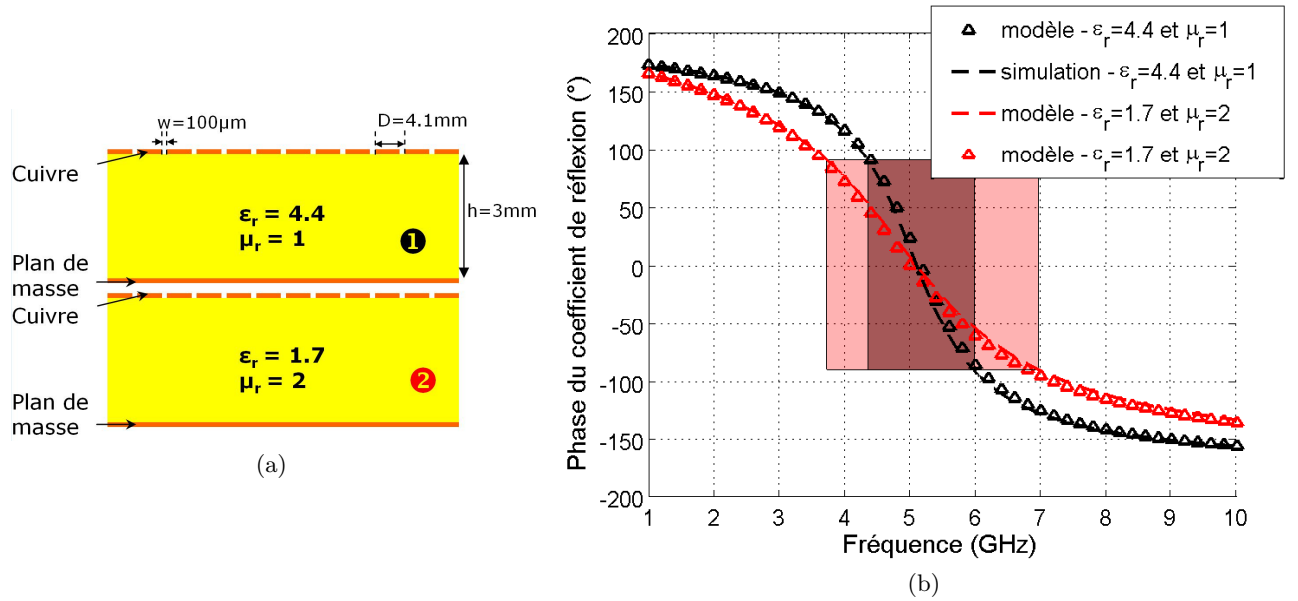 w=100µm
D=4.1mm
Cuivre
εr = 4.4
µr = 1
1
h=3mm
Plan de
masse
Cuivre
εr = 1.7
µr = 2
2
Plan de
masse
(a)
modèle - εr=4.4 et µr=1
simulation - εr=4.4 et µr=1
modèle - εr=1.7 et µr=2
modèle - εr=1.7 et µr=2
Phase du coefficient de réflexion (°)
200
150
100
50
0
-50
-100
-150
-200
1 2 3 4 5 6 7 8 9 10
Fréquence (GHz)
(b)